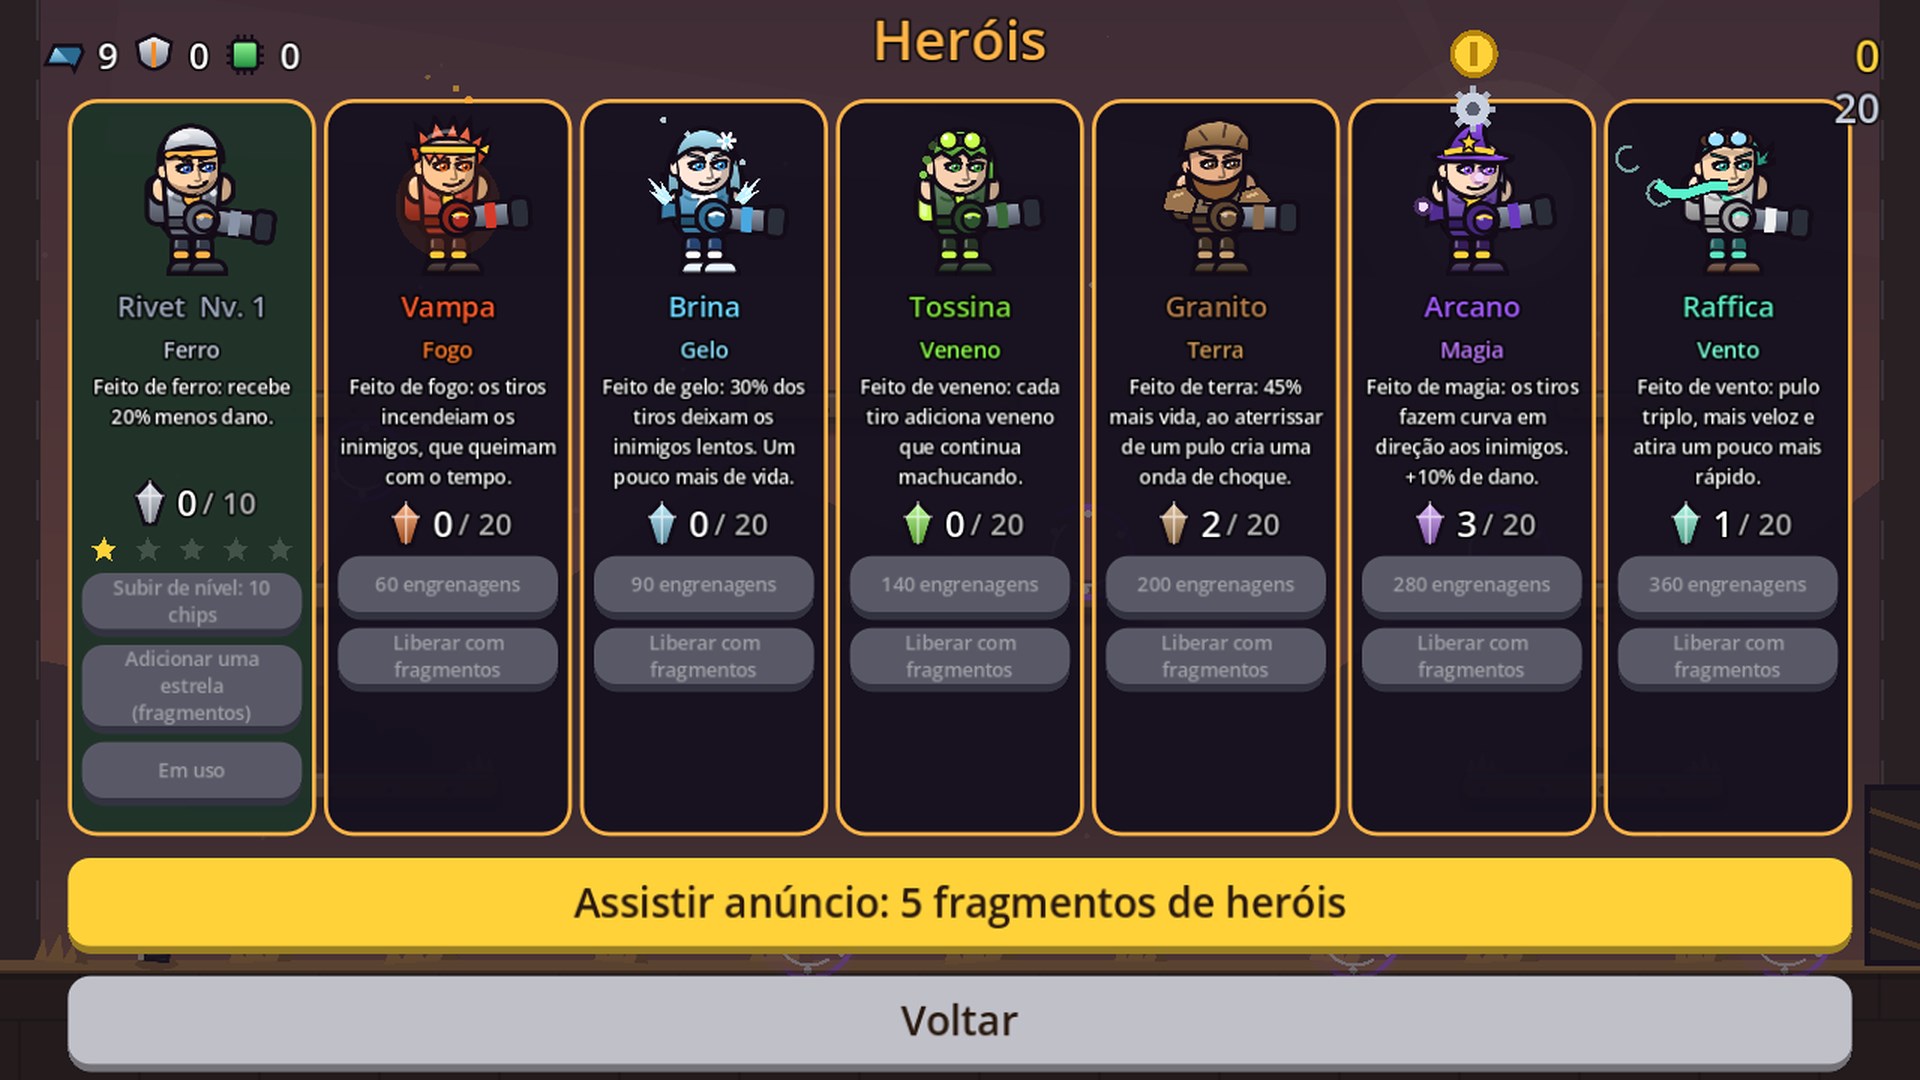 9 0 0
Heróis
0
20
Rivet Nv. 1
Ferro
Feito de ferro: recebe
20% menos dano.
0 / 10
Subir de nível: 10
chips
Adicionar uma
estrela
(fragmentos)
Em uso
Vampa
Fogo
Feito de fogo: os tiros
incendeiam os
inimigos, que queimam
com o tempo.
0 / 20
60 engrenagens
Liberar com
fragmentos
Brina
Gelo
Feito de gelo: 30% dos
tiros deixam os
inimigos lentos. Um
pouco mais de vida.
0 / 20
90 engrenagens
Liberar com
fragmentos
Tossina
Veneno
Feito de veneno: cada
tiro adiciona veneno
que continua
machucando.
0 / 20
140 engrenagens
Liberar com
fragmentos
Granito
Terra
Feito de terra: 45%
mais vida, ao aterrissar
de um pulo cria uma
onda de choque.
2 / 20
200 engrenagens
Liberar com
fragmentos
Arcano
Magia
Feito de magia: os tiros
fazem curva em
direção aos inimigos.
+10% de dano.
3 / 20
280 engrenagens
Liberar com
fragmentos
Raffica
Vento
Feito de vento: pulo
triplo, mais veloz e
atira um pouco mais
rápido.
1 / 20
360 engrenagens
Liberar com
fragmentos
Assistir anúncio: 5 fragmentos de heróis
Voltar